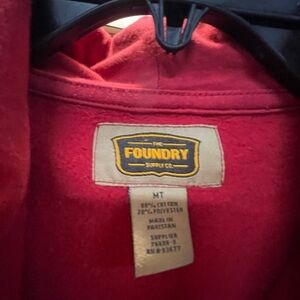 THE
FOUNDRY
SUPPLY CO.
MT
80% COTTON
20% POLYESTER
MADE IN
PAKISTAN
SUPPLIER